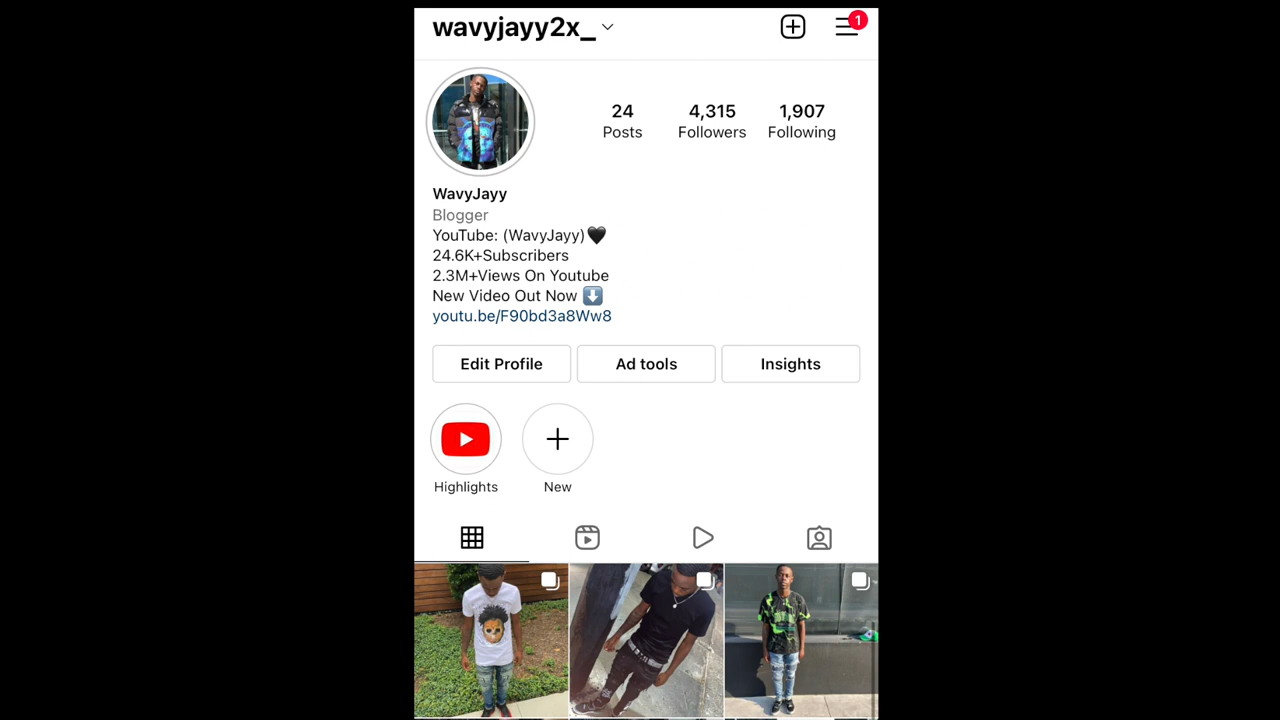 wavyjayy2x_
1
24
4,315
1,907
Posts
Followers
Following
WavyJayy
Blogger
YouTube: (WavyJayy)🖤
24.6K+Subscribers
2.3M+Views On Youtube
New Video Out Now ⬇️
youtu.be/F90bd3a8Ww8
Edit Profile
Ad tools
Insights
Highlights
New